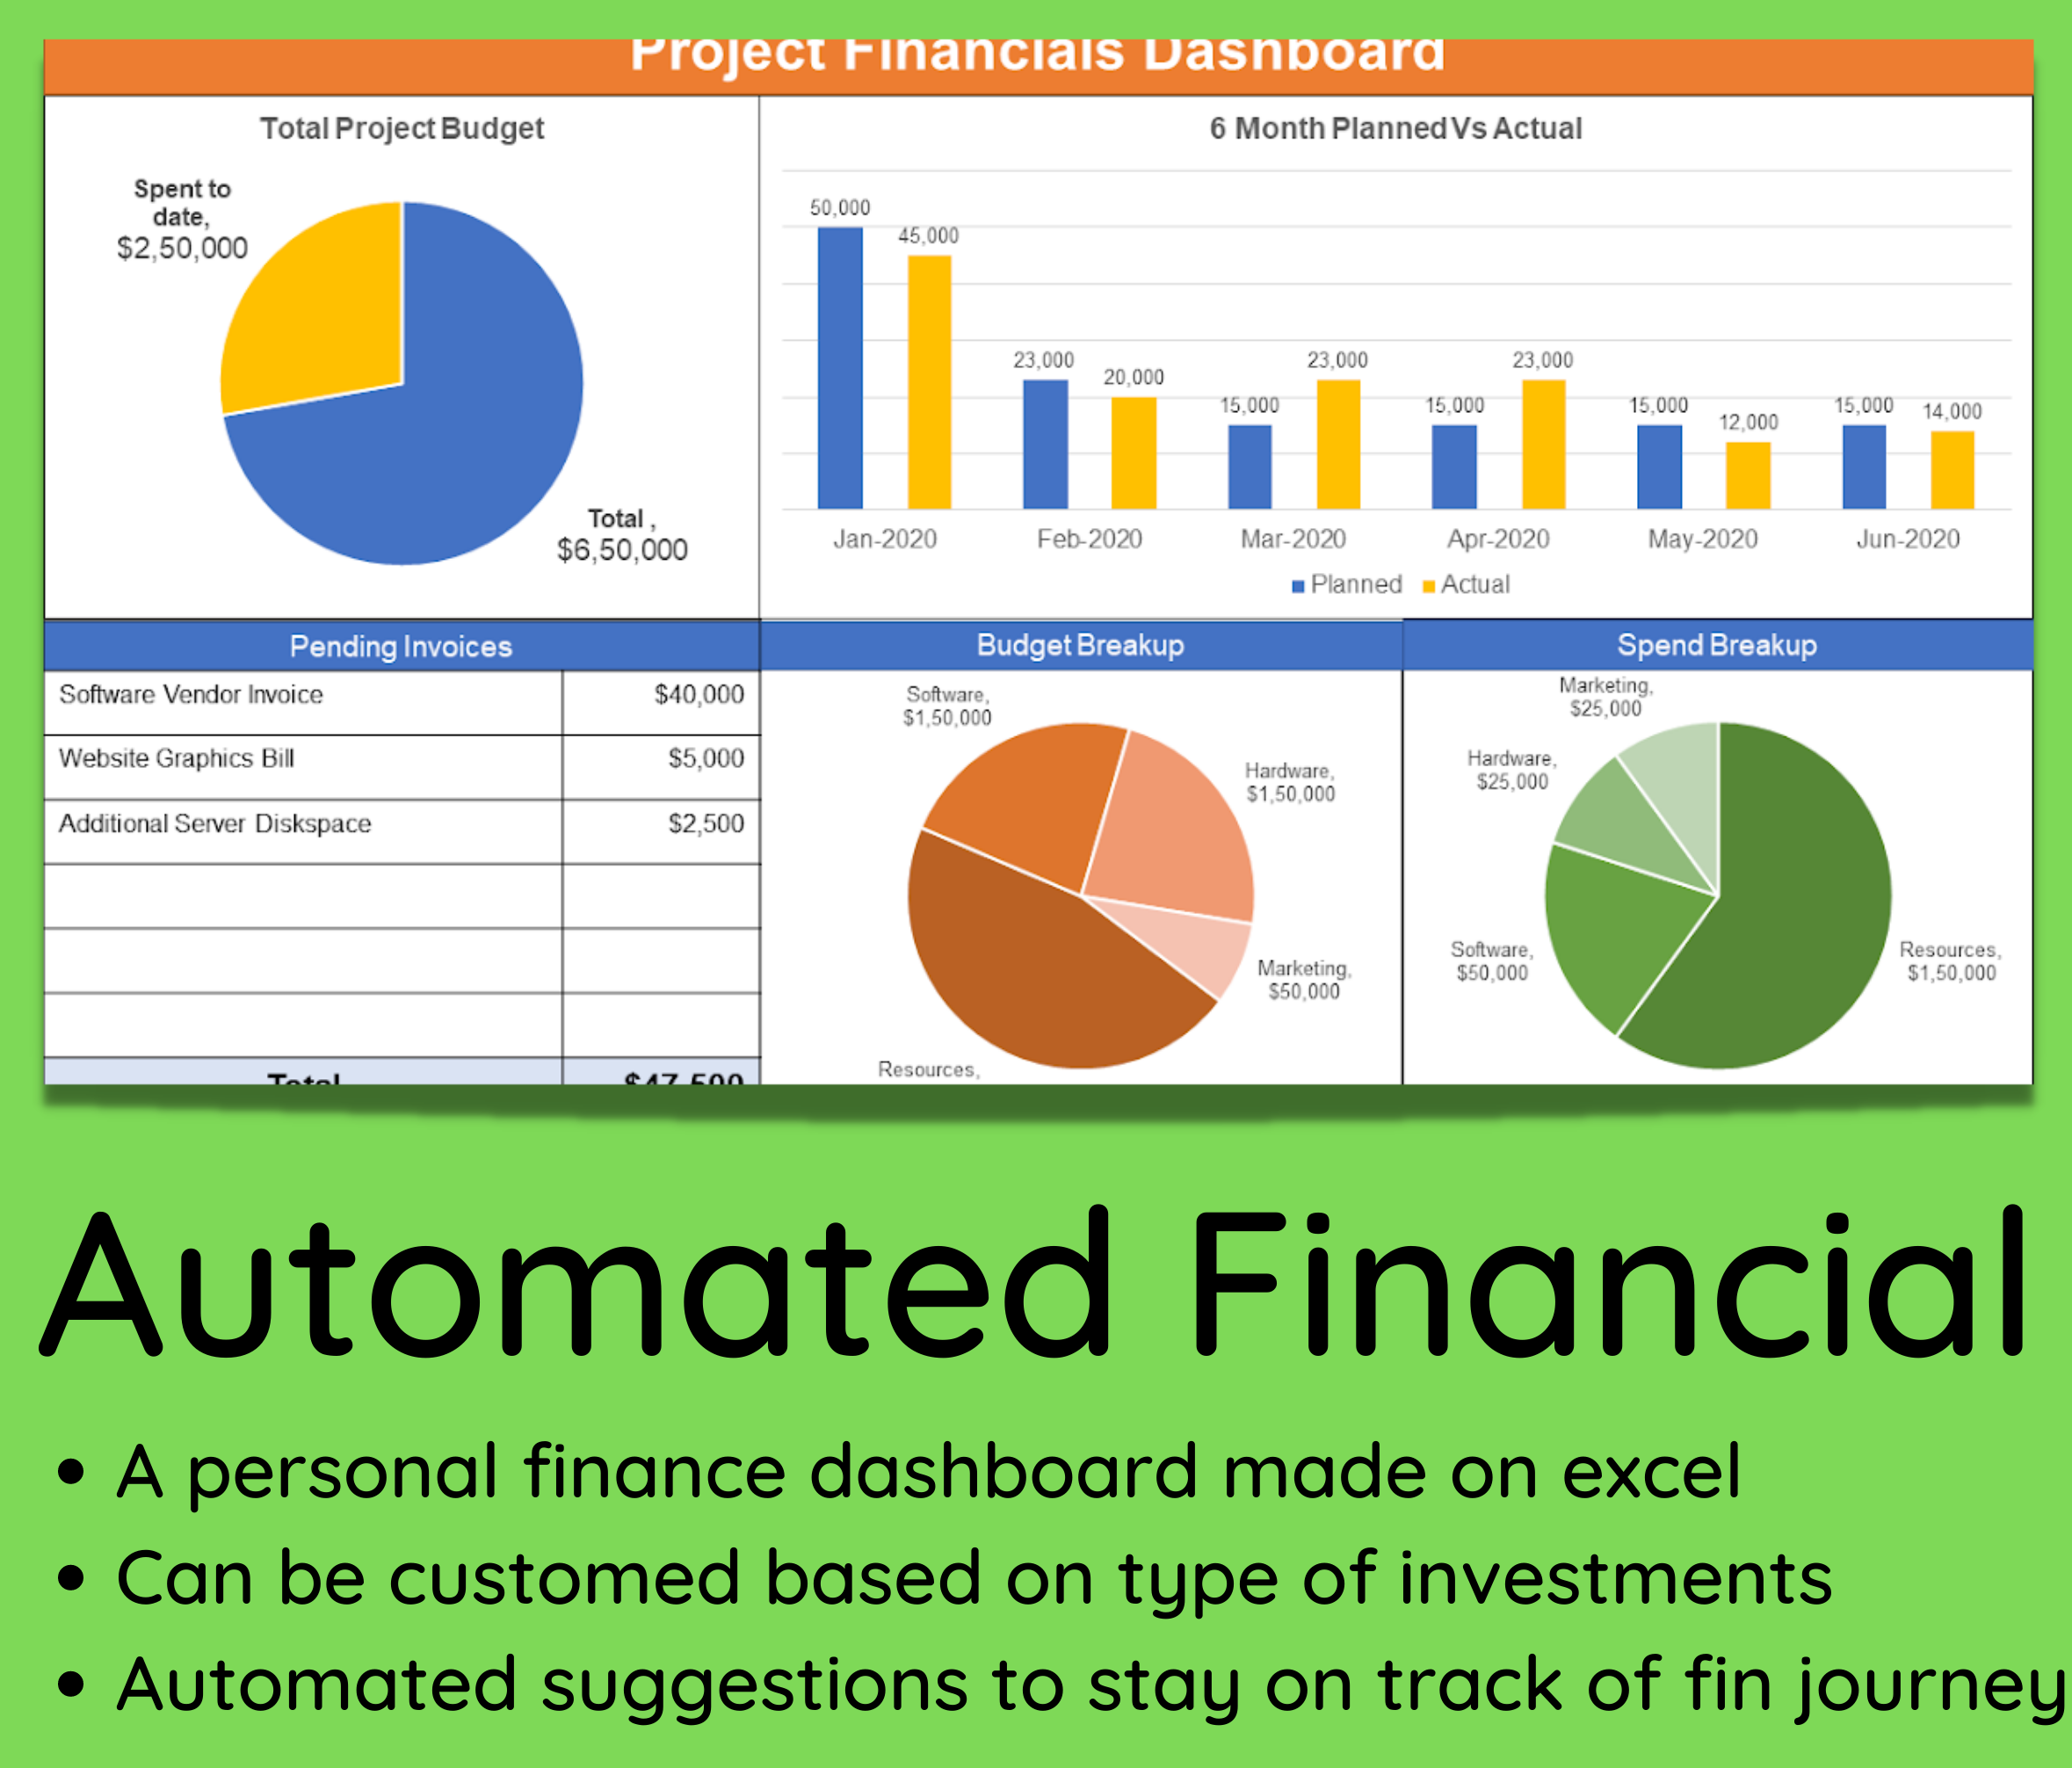 Project Financials Dashboard
Total Project Budget
Spent to
date,
$2,50,000
Total ,
$6,50,000
6 Month Planned Vs Actual
50,000
45,000
23,000
20,000
15,000
23,000
15,000
23,000
15,000
12,000
15,000
14,000
Jan-2020
Feb-2020
Mar-2020
Apr-2020
May-2020
Jun-2020
Planned
Actual
Pending Invoices
Software Vendor Invoice $40,000
Website Graphics Bill $5,000
Additional Server Diskspace $2,500
Total $47,500
Budget Breakup
Software,
$1,50,000
Hardware,
$1,50,000
Marketing,
$50,000
Resources,
Spend Breakup
Marketing,
$25,000
Hardware,
$25,000
Software,
$50,000
Resources,
$1,50,000
Automated Financial
• A personal finance dashboard made on excel
• Can be customed based on type of investments
• Automated suggestions to stay on track of fin journey